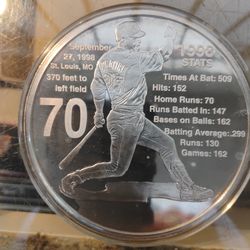 September
27, 1998
St. Louis, MO
370 feet to
left field
70
1998
STATS
Times At Bat: 509
Hits: 152
Home Runs: 70
Runs Batted In: 147
Bases on Balls: 162
Batting Average: .299
Runs: 130
Games: 162